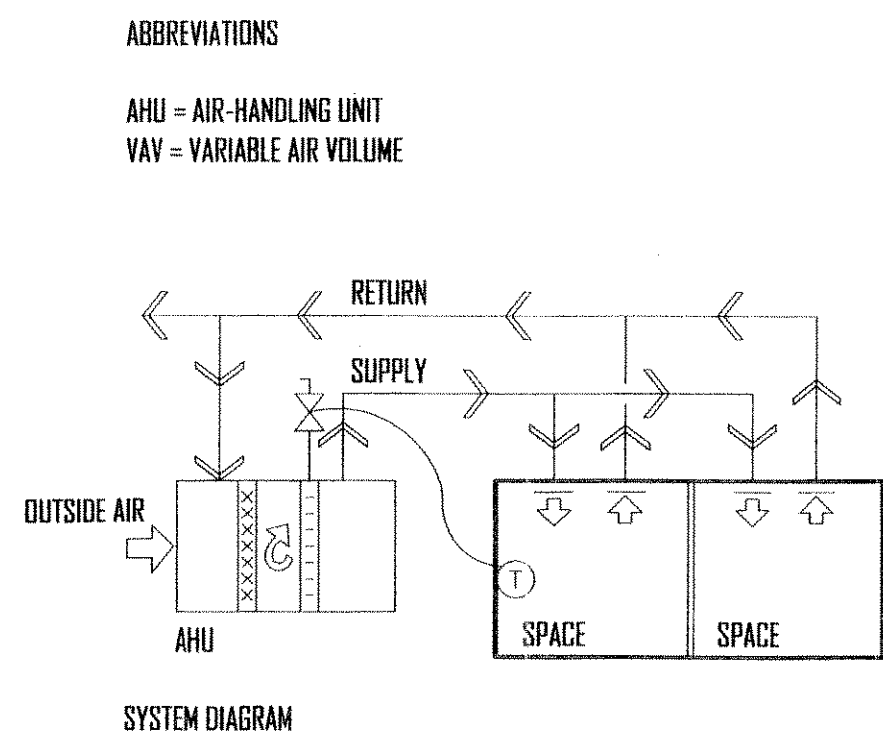 ABBREVIATIONS
AHU = AIR-HANDLING UNIT
VAV = VARIABLE AIR VOLUME
RETURN
SUPPLY
OUTSIDE AIR
T
AHU
SPACE
SPACE
SYSTEM DIAGRAM